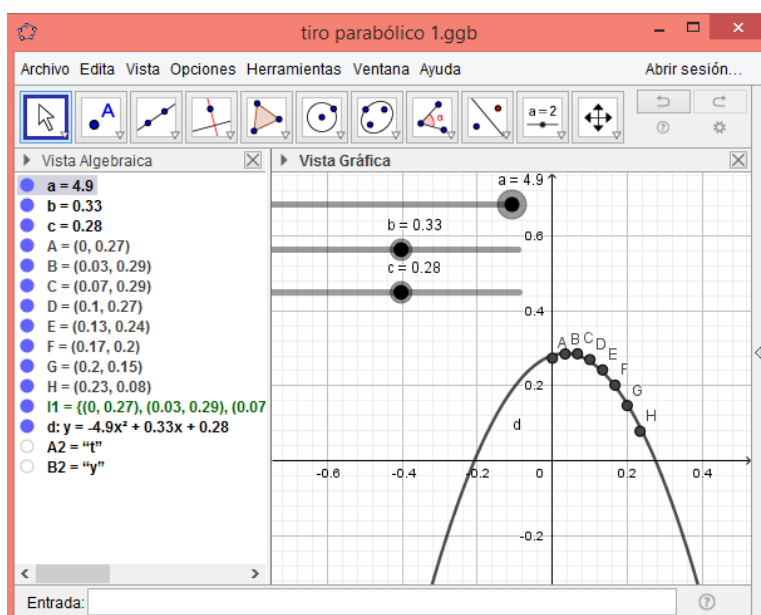 tiro parabólico 1.ggb
Archivo Edita Vista Opciones Herramientas Ventana Ayuda Abrir sesión...
A α a = 2
Vista Algebraica
a = 4.9
b = 0.33
c = 0.28
A = (0, 0.27)
B = (0.03, 0.29)
C = (0.07, 0.29)
D = (0.1, 0.27)
E = (0.13, 0.24)
F = (0.17, 0.2)
G = (0.2, 0.15)
H = (0.23, 0.08)
l1 = {(0, 0.27), (0.03, 0.29), (0.07
d: y = -4.9x² + 0.33x + 0.28
A2 = “t”
B2 = “y”
Vista Gráfica
a = 4.9
b = 0.33
c = 0.28
0.6
0.4
0.2
-0.2
-0.6 -0.4 -0.2 0 0.2 0.4
A B C D E F G H
d
Entrada: